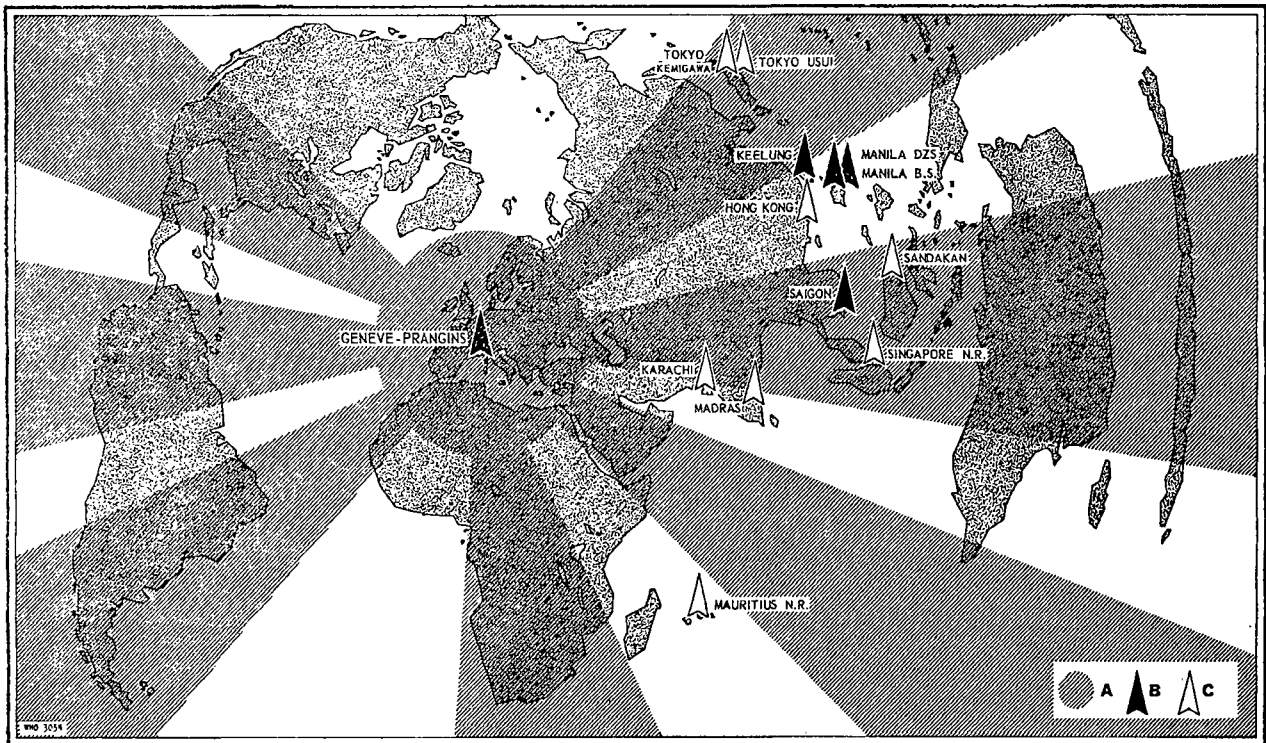 TOKYO
KEMIGAWA
TOKYO USUI
KEELUNG
MANILA DZS
MANILA B.S.
HONG KONG
SANDAKAN
SAIGON
GENEVE-PRANGINS
SINGAPORE N.R.
KARACHI
MADRAS
MAURITIUS N.R.
A B C
WHO 3054